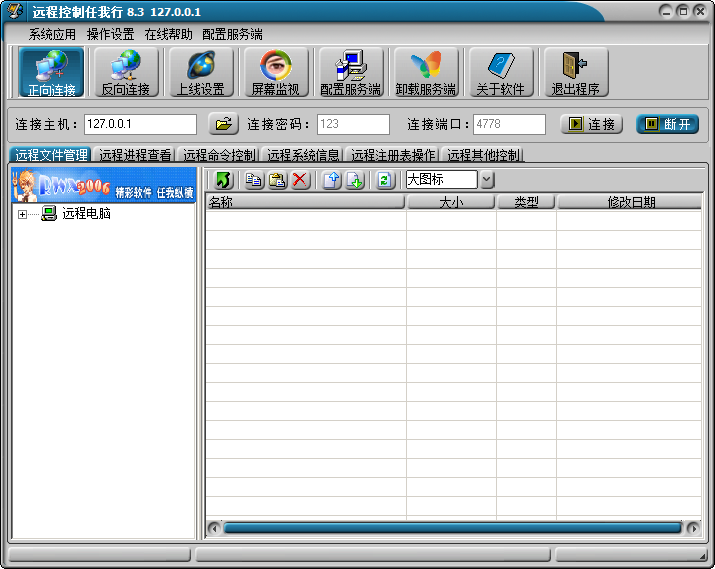 远程控制任我行 8.3 127.0.0.1
系统应用 操作设置 在线帮助 配置服务端
正向连接 反向连接 上线设置 屏幕监视 配置服务端 卸载服务端 关于软件 退出程序
连接主机： 127.0.0.1 连接密码： 123 连接端口： 4778 连接 断开
远程文件管理 远程进程查看 远程命令控制 远程系统信息 远程注册表操作 远程其他控制
2006 精彩软件 任我纵横
大图标
名称 大小 类型 修改日期
远程电脑